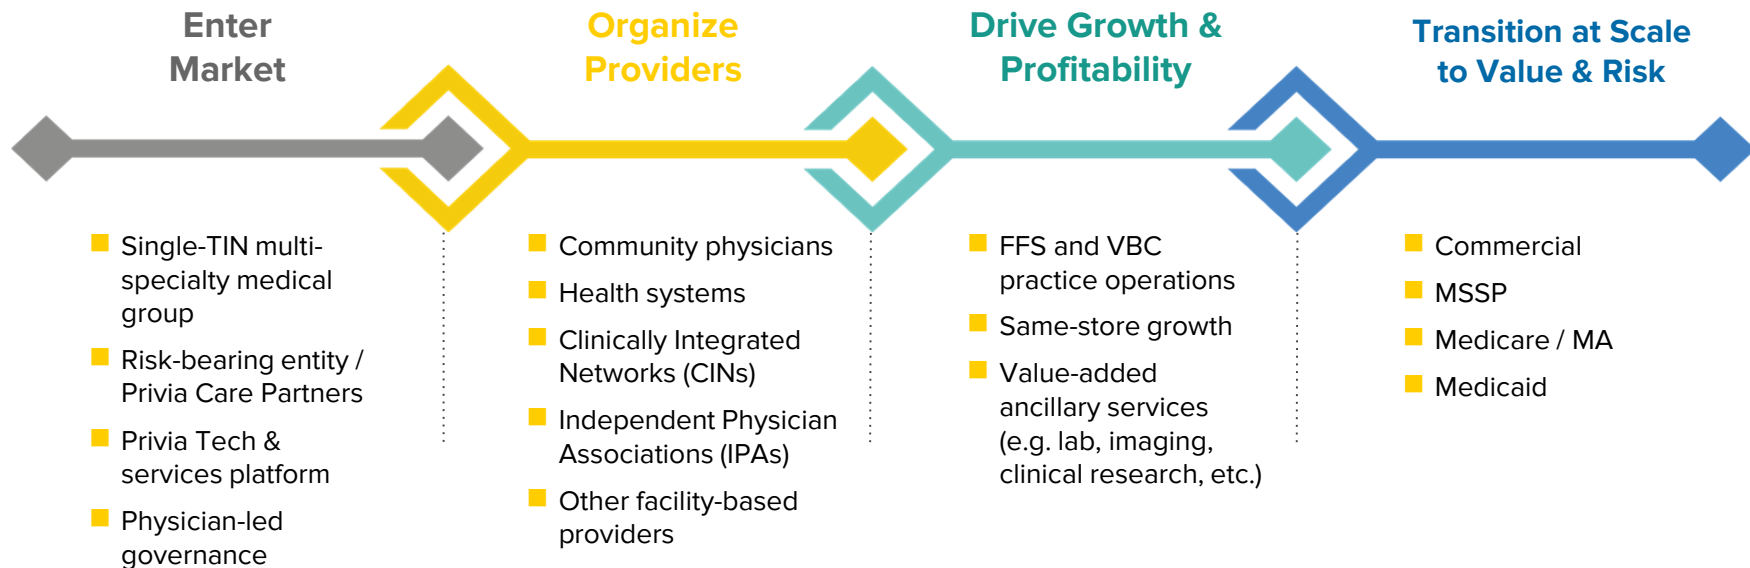 Enter
Market
Organize
Providers
Drive Growth &
Profitability
Transition at Scale
to Value & Risk
Single-TIN multi-
specialty medical
group
Risk-bearing entity /
Privia Care Partners
Privia Tech &
services platform
Physician-led
governance
Community physicians
Health systems
Clinically Integrated
Networks (CINs)
Independent Physician
Associations (IPAs)
Other facility-based
providers
FFS and VBC
practice operations
Same-store growth
Value-added
ancillary services
(e.g. lab, imaging,
clinical research, etc.)
Commercial
MSSP
Medicare / MA
Medicaid